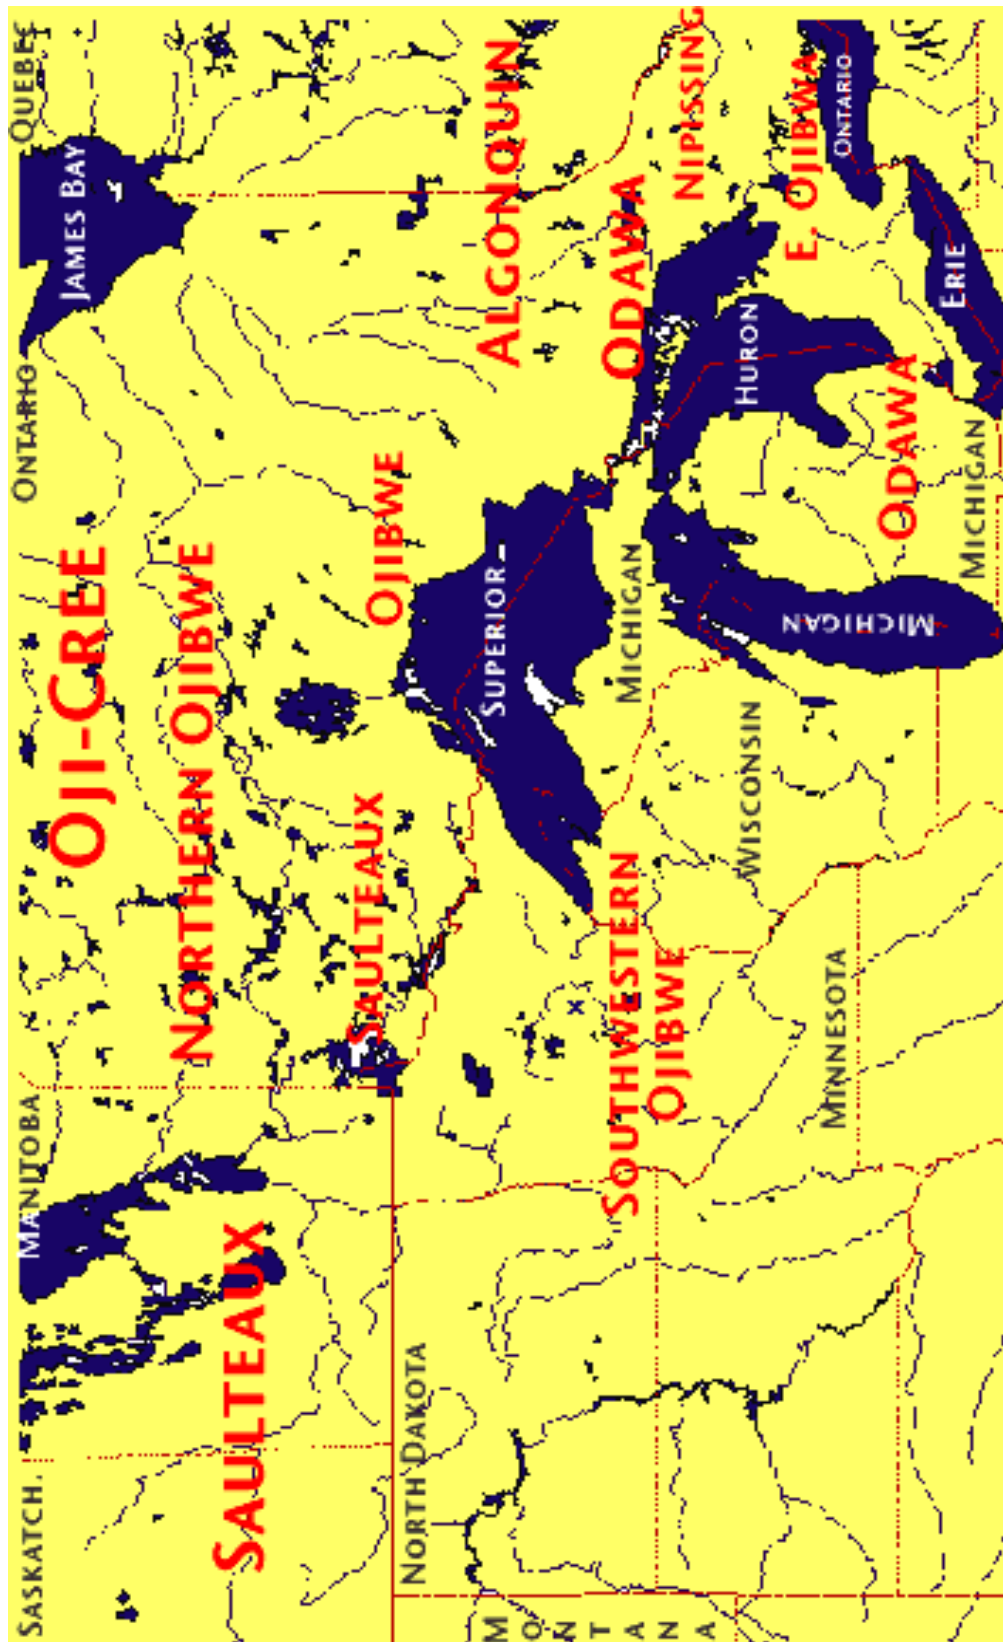 SASKATCH.
MANITOBA
ONTARIO
QUEBEC
OJI-CREE
JAMES BAY
NORTHERN OJIBWE
SAULTEAUX
SAULTEAUX
OJIBWE
NORTH DAKOTA
MONTANA
SUPERIOR
ALGONQUIN
SOUTHWESTERN
OJIBWE
MICHIGAN
ODAWA
NIPISSING
WISCONSIN
HURON
MICHIGAN
E. OJIBWA
MINNESOTA
ONTARIO
ODAWA
ERIE
MICHIGAN